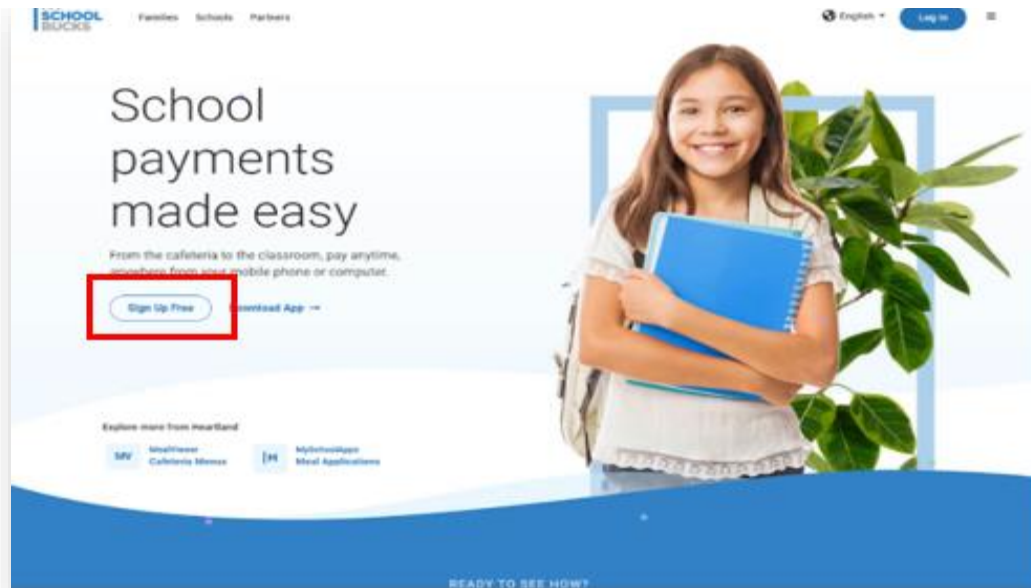 SCHOOL
BUCKS
Families Schools Partners
English
Log In
School
payments
made easy
From the cafeteria to the classroom, pay anytime,
anywhere from your mobile phone or computer.
Sign Up Free
Download App →
Explore more from Heartland
MV
MealViewer
Cafeteria Menus
MySchoolApps
Meal Applications
READY TO SEE HOW?